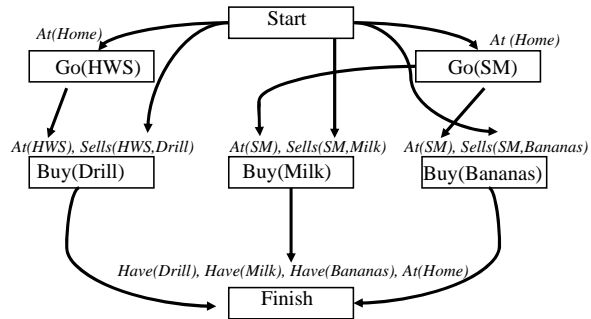 Start
At(Home)
At (Home)
Go(HWS)
Go(SM)
At(HWS), Sells(HWS,Drill)
At(SM), Sells(SM,Milk)
At(SM), Sells(SM,Bananas)
Buy(Drill)
Buy(Milk)
Buy(Bananas)
Have(Drill), Have(Milk), Have(Bananas), At(Home)
Finish